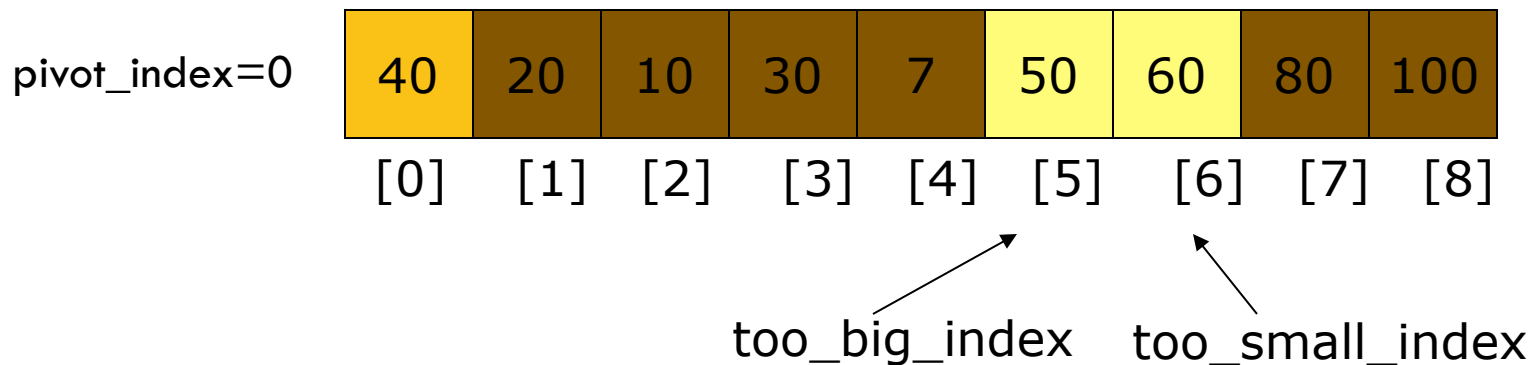 pivot_index=0 40 20 10 30 7 50 60 80 100
[0] [1] [2] [3] [4] [5] [6] [7] [8]
too_big_index too_small_index